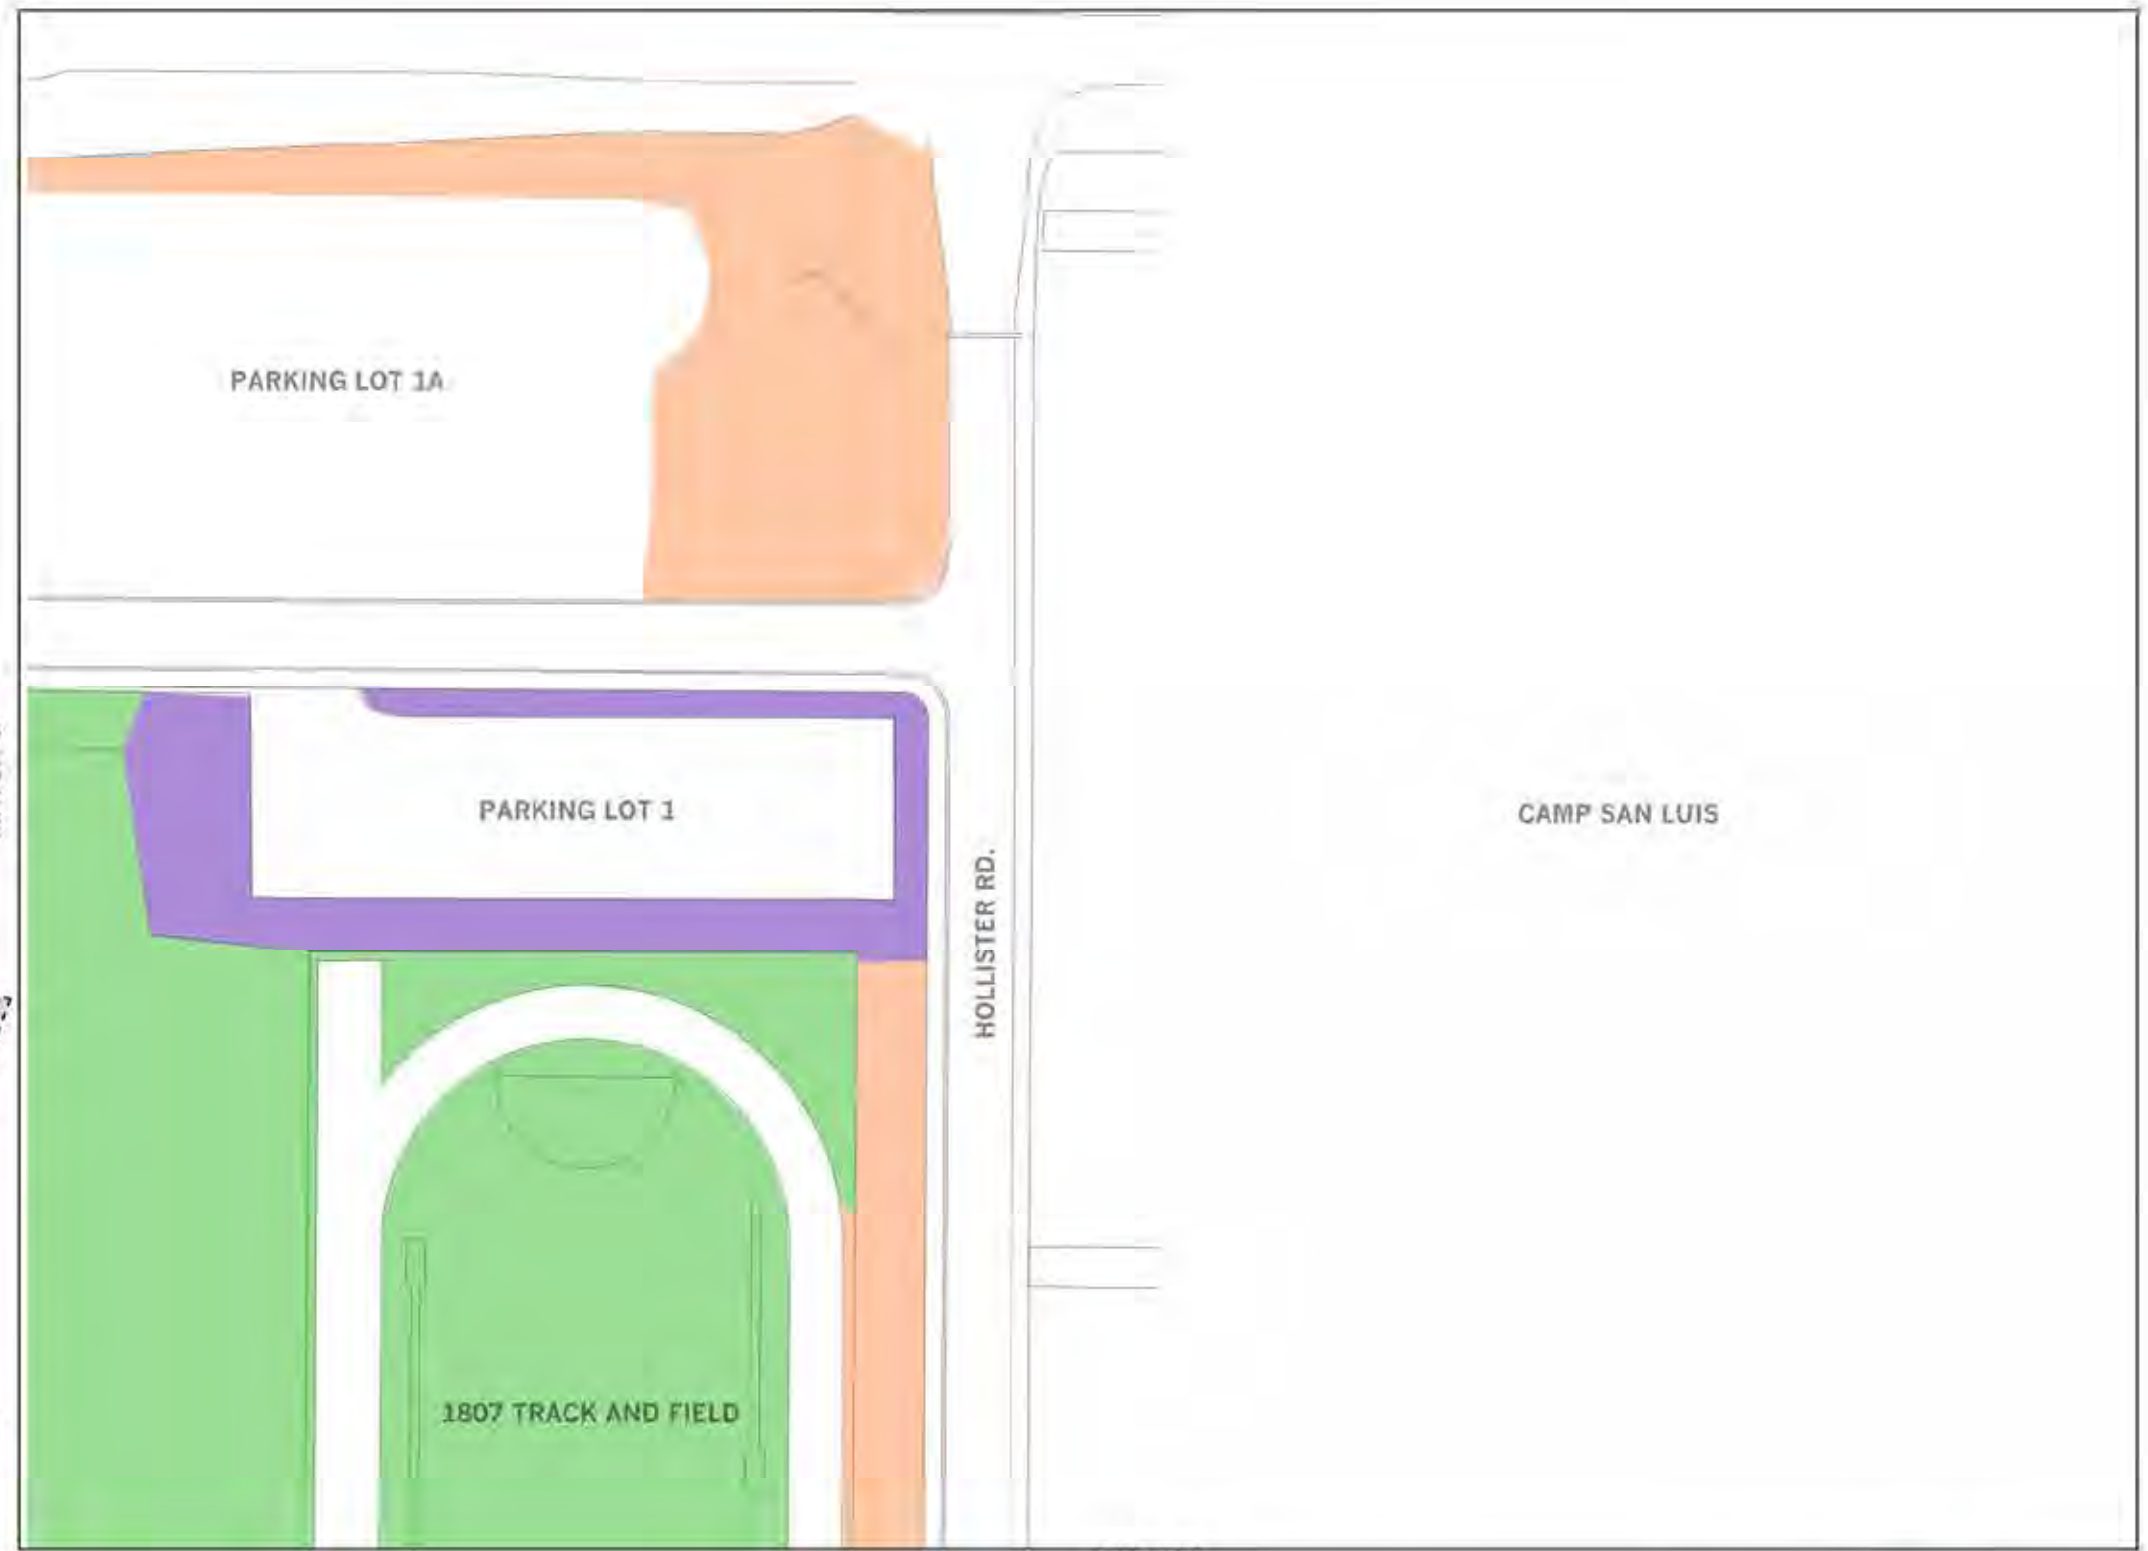 PARKING LOT 1A
PARKING LOT 1
CAMP SAN LUIS
HOLLISTER RD.
1807 TRACK AND FIELD